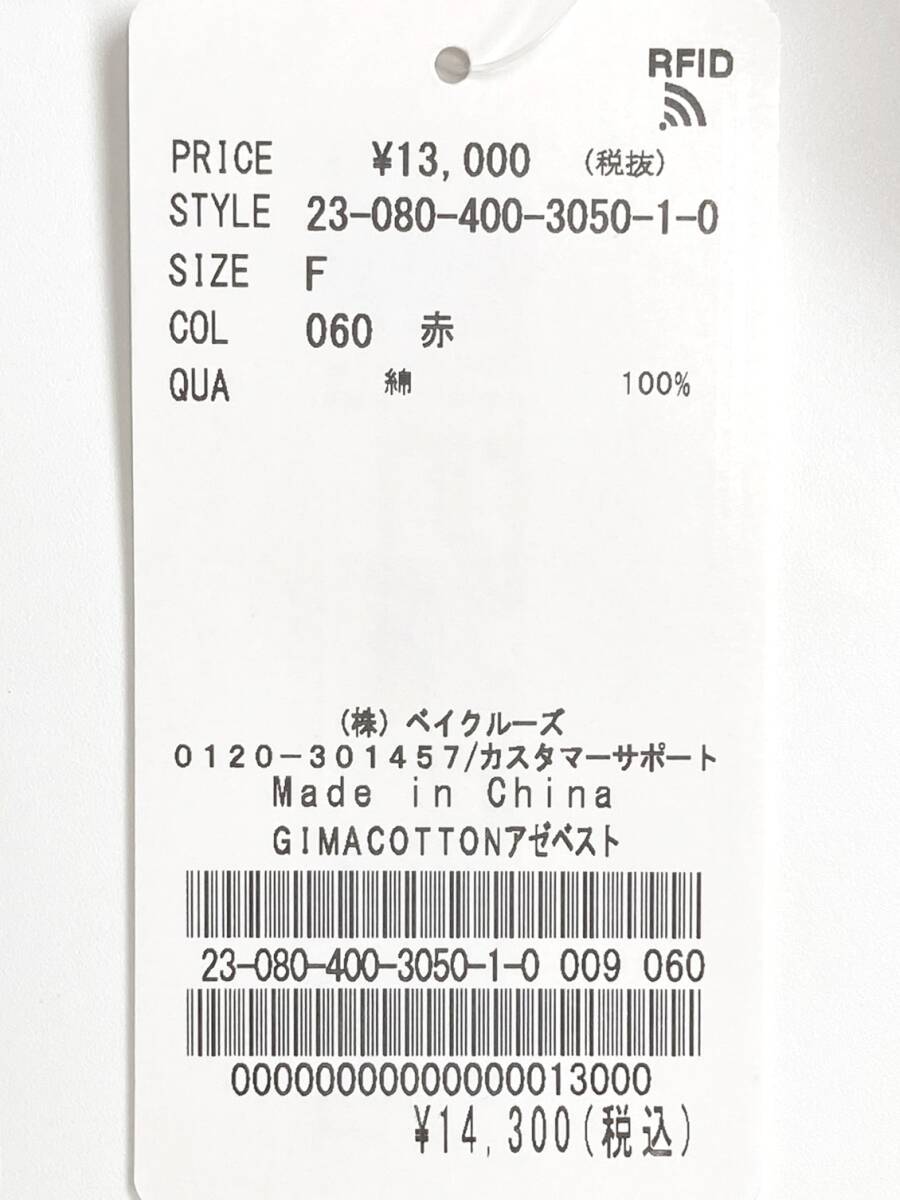 RFID
PRICE ¥13,000 (税抜)
STYLE 23-080-400-3050-1-0
SIZE F
COL 060 赤
QUA 綿 100%
(株)ベイクルーズ
0120-301457/カスタマーサポート
Made in China
GIMACOTTONアゼベスト
23-080-400-3050-1-0 009 060
00000000000000013000
¥14,300(税込)